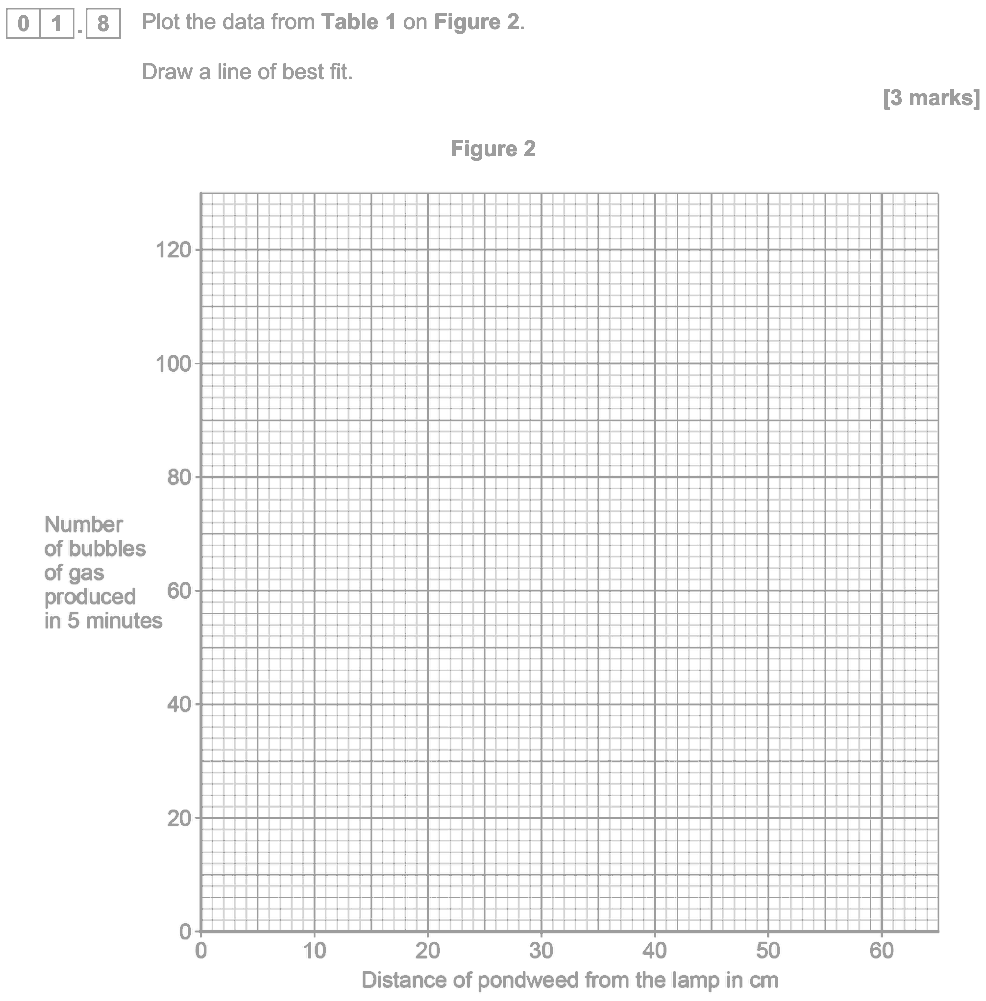 0 1 . 8 Plot the data from Table 1 on Figure 2.
Draw a line of best fit.
[3 marks]
Figure 2
120
100
80
Number
of bubbles
of gas
produced
in 5 minutes
60
40
20
0
0 10 20 30 40 50 60
Distance of pondweed from the lamp in cm